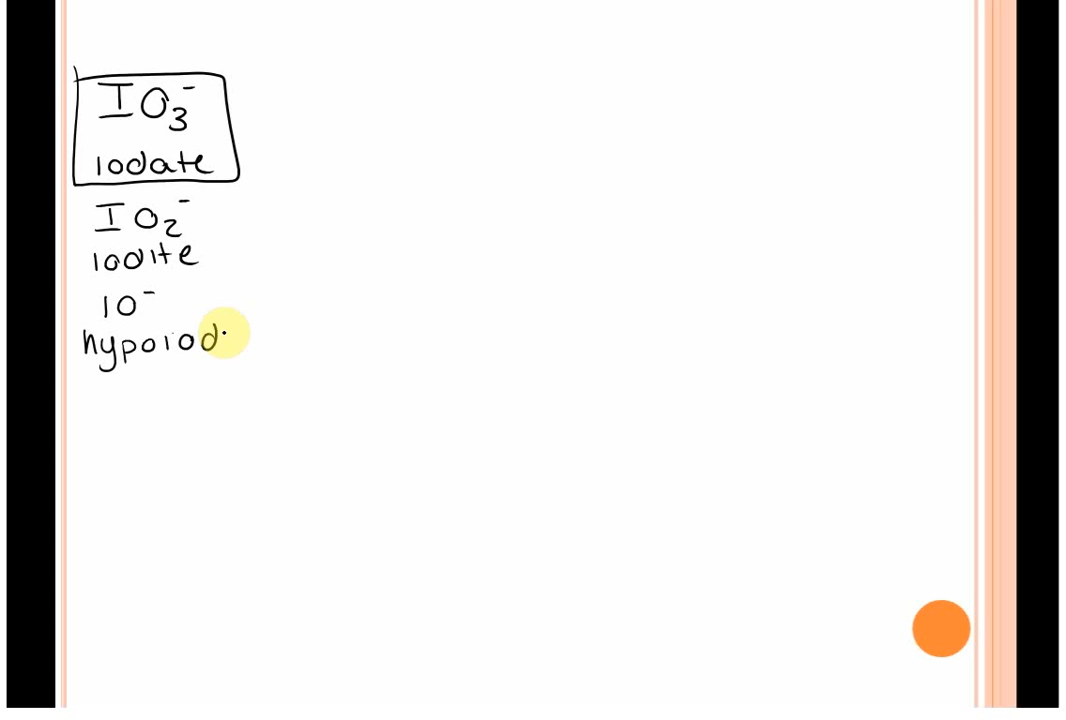 IO₃⁻
iodate
IO₂⁻
iodite
IO⁻
hypoiod